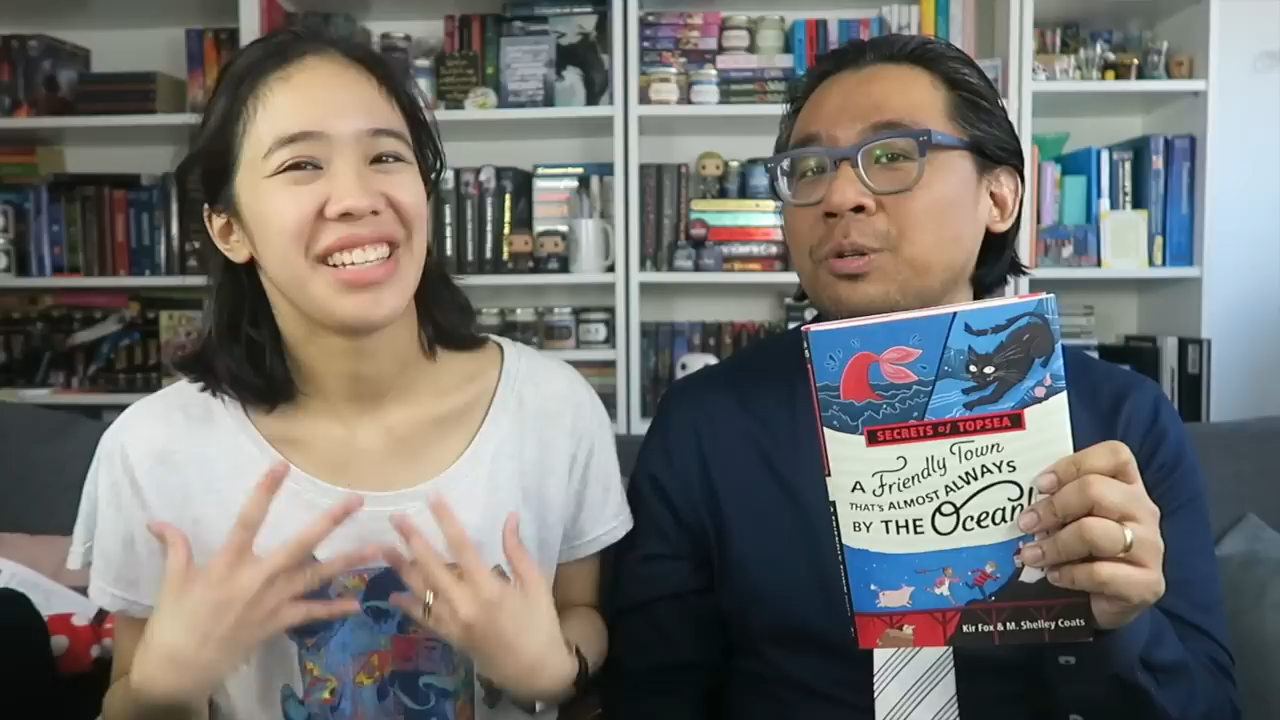 SECRETS of TOPSEA
A Friendly Town
THAT'S ALMOST ALWAYS
BY THE Ocean!
Kir Fox & M. Shelley Coats